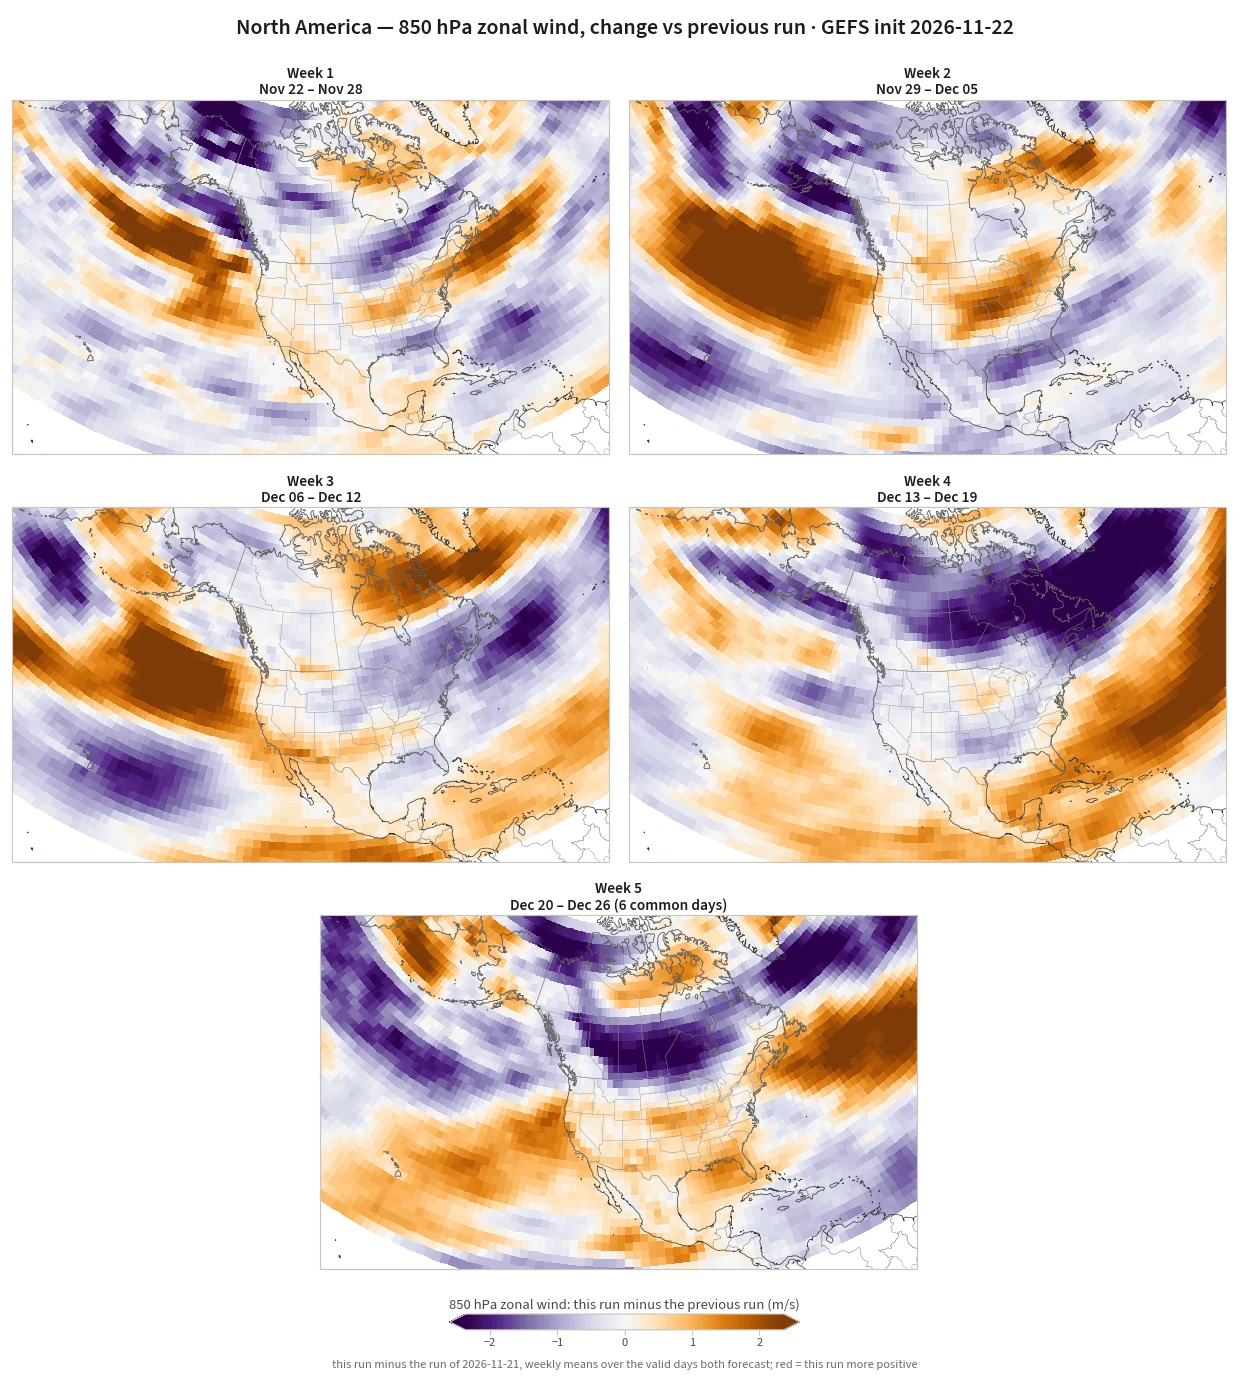 North America — 850 hPa zonal wind, change vs previous run · GEFS init 2026-11-22
Week 1
Nov 22 – Nov 28
Week 2
Nov 29 – Dec 05
Week 3
Dec 06 – Dec 12
Week 4
Dec 13 – Dec 19
Week 5
Dec 20 – Dec 26 (6 common days)
850 hPa zonal wind: this run minus the previous run (m/s)
−2 −1 0 1 2
this run minus the run of 2026-11-21, weekly means over the valid days both forecast; red = this run more positive